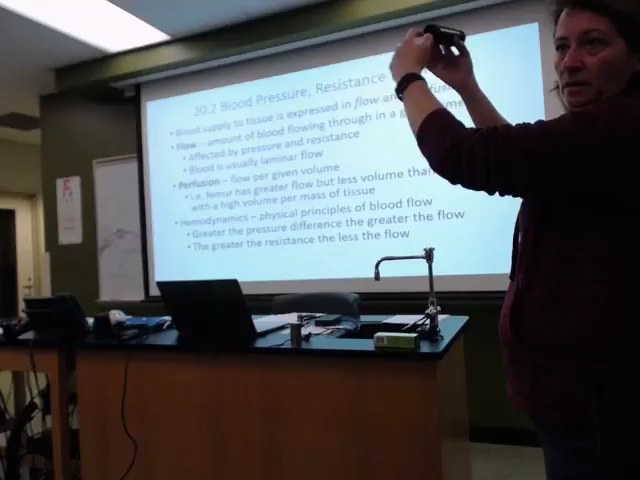 20.2 Blood Pressure, Resistance
• Blood supply to tissue is expressed in flow
• Flow – amount of blood flowing through in a
• Affected by pressure and resistance
• Blood is usually laminar flow
• Perfusion – flow per given volume
• i.e. femur has greater flow but less volume
with a high volume per mass of tissue
• Hemodynamics – physical principles of blood flow
• Greater the pressure difference the greater the flow
• The greater the resistance the less the flow